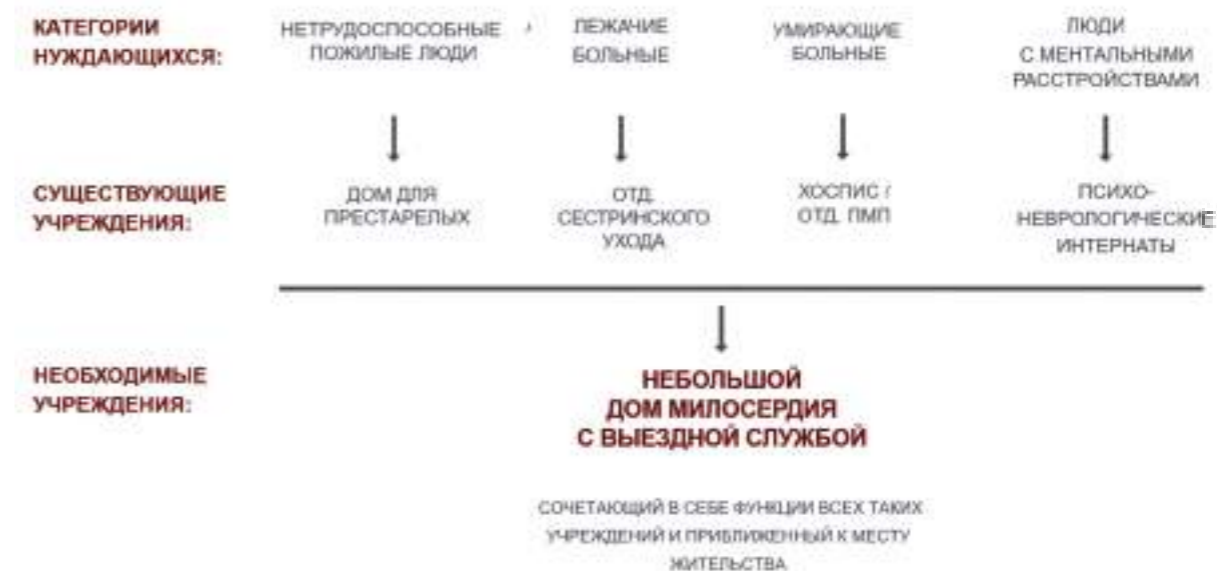 КАТЕГОРИИ
НУЖДАЮЩИХСЯ:
НЕТРУДОСПОСОБНЫЕ
ПОЖИЛЫЕ ЛЮДИ
ЛЕЖАЧИЕ
БОЛЬНЫЕ
УМИРАЮЩИЕ
БОЛЬНЫЕ
ЛЮДИ
С МЕНТАЛЬНЫМИ
РАССТРОЙСТВАМИ
СУЩЕСТВУЮЩИЕ
УЧРЕЖДЕНИЯ:
ДОМ ДЛЯ
ПРЕСТАРЕЛЫХ
ОТД.
СЕСТРИНСКОГО
УХОДА
ХОСПИС /
ОТД. ПМП
ПСИХО-
НЕВРОЛОГИЧЕСКИЕ
ИНТЕРНАТЫ
НЕОБХОДИМЫЕ
УЧРЕЖДЕНИЯ:
НЕБОЛЬШОЙ
ДОМ МИЛОСЕРДИЯ
С ВЫЕЗДНОЙ СЛУЖБОЙ
СОЧЕТАЮЩИЙ В СЕБЕ ФУНКЦИИ ВСЕХ ТАКИХ
УЧРЕЖДЕНИЙ И ПРИБЛИЖЕННЫЙ К МЕСТУ
ЖИТЕЛЬСТВА